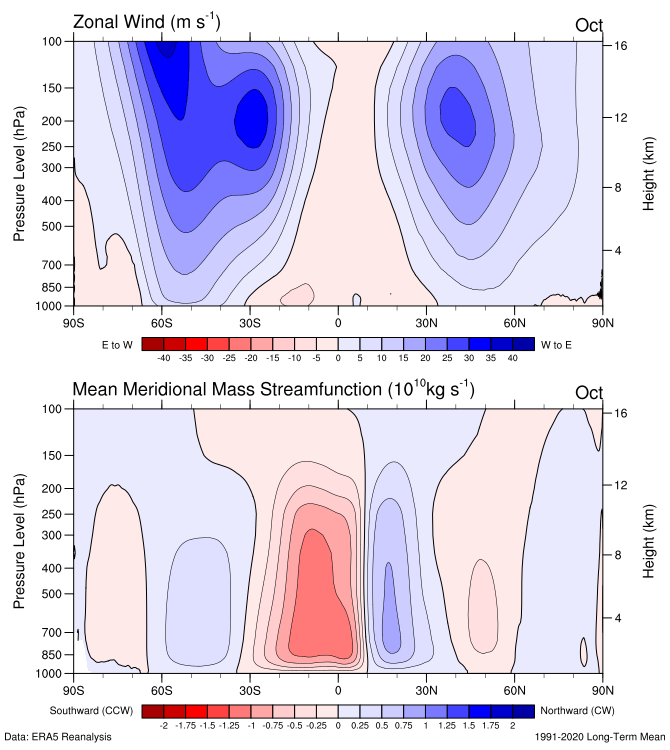 Zonal Wind (m s-1)
Oct
100
150
200
250
300
400
500
700
850
1000
Pressure Level (hPa)
16
12
8
4
Height (km)
90S 60S 30S 0 30N 60N 90N
E to W
W to E
-40 -35 -30 -25 -20 -15 -10 -5 0 5 10 15 20 25 30 35 40
Mean Meridional Mass Streamfunction (10^10kg s-1)
Oct
100
150
200
250
300
400
500
700
850
1000
Pressure Level (hPa)
16
12
8
4
Height (km)
90S 60S 30S 0 30N 60N 90N
Southward (CCW)
Northward (CW)
-2 -1.75 -1.5 -1.25 -1 -0.75 -0.5 -0.25 0 0.25 0.5 0.75 1 1.25 1.5 1.75 2
Data: ERA5 Reanalysis
1991-2020 Long-Term Mean